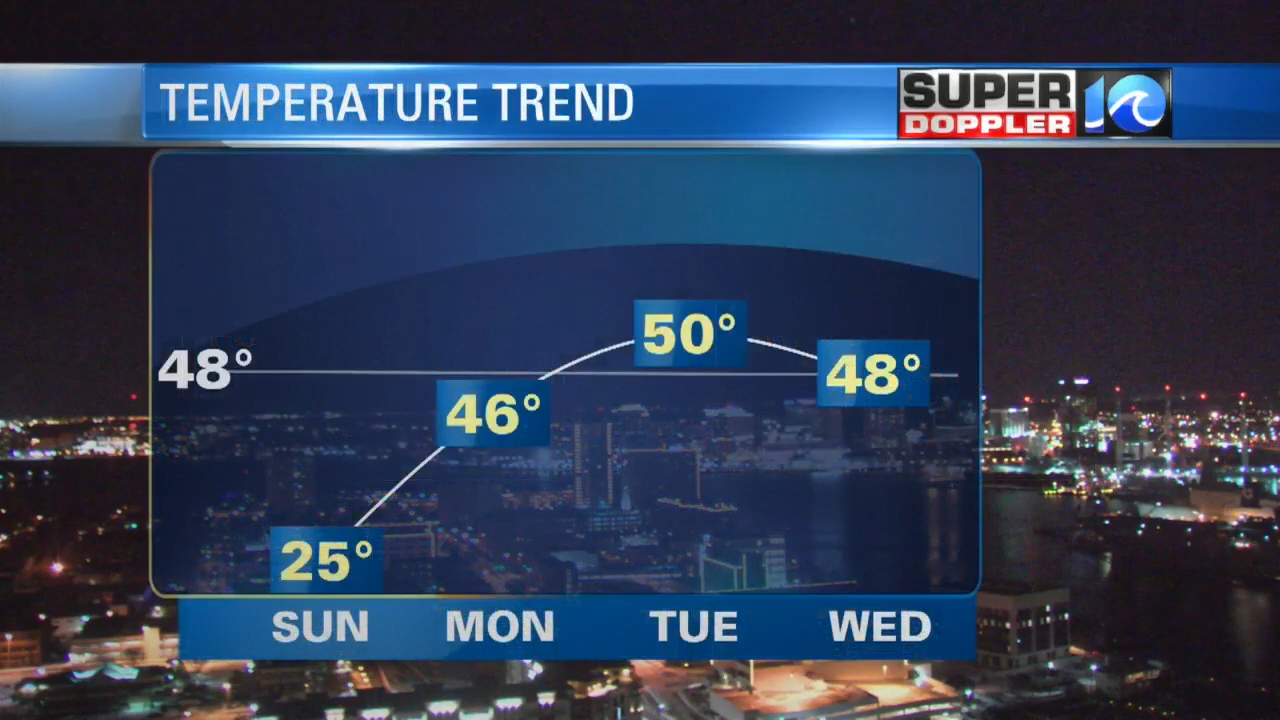 TEMPERATURE TREND
SUPER
DOPPLER 10
48°
50°
48°
46°
25°
SUN MON TUE WED